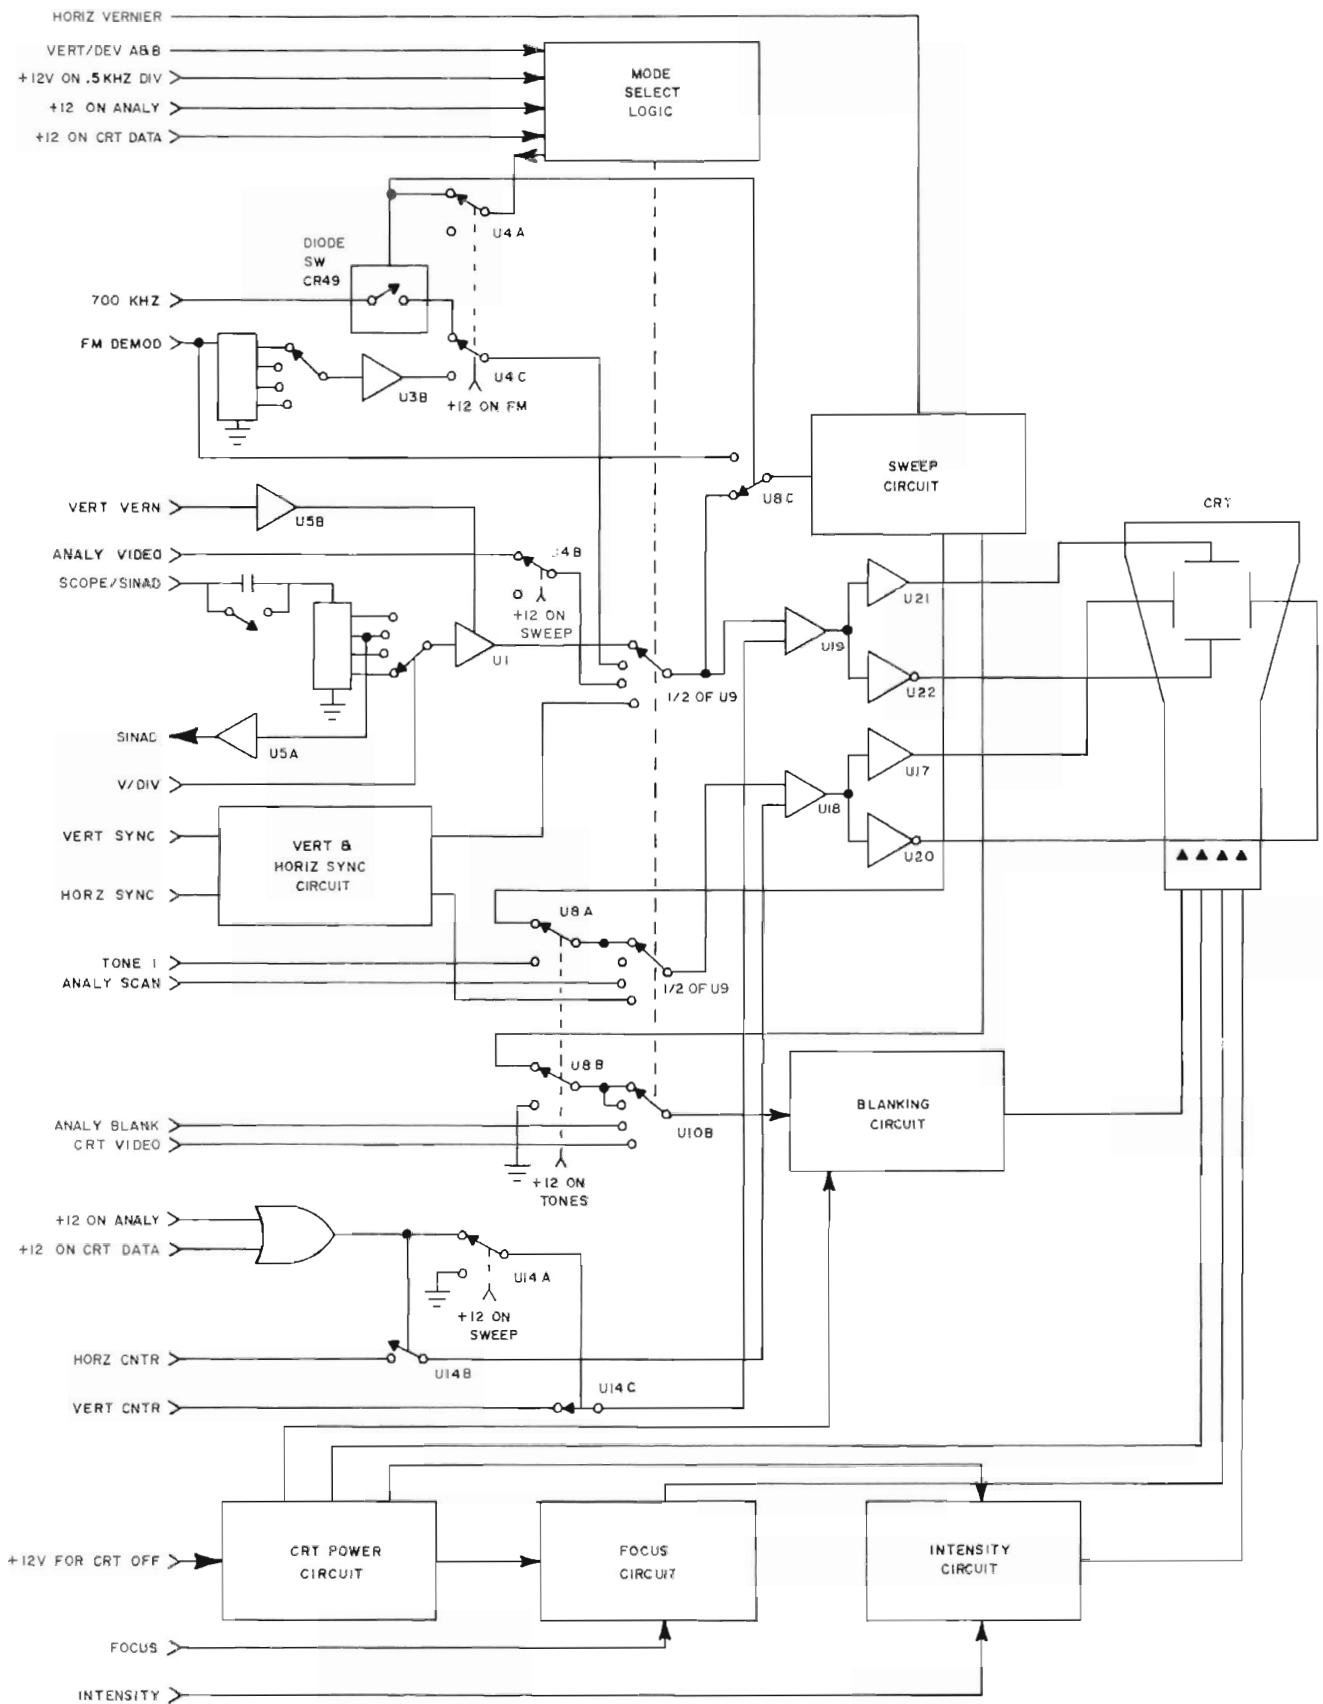 HORIZ VERNIER
VERT/DEV A&B
+12V ON .5KHZ DIV
+12 ON ANALY
+12 ON CRT DATA
MODE
SELECT
LOGIC
U4A
DIODE
SW
CR49
700 KHZ
FM DEMOD
U3B
U4C
+12 ON FM
SWEEP
CIRCUIT
U8C
CRT
VERT VERN
U5B
ANALY VIDEO
4B
SCOPE/SINAD
+12 ON
SWEEP
U1
U21
U19
U22
1/2 OF U9
SINAD
U5A
V/DIV
U17
U18
U20
VERT SYNC
HORZ SYNC
VERT &
HORIZ SYNC
CIRCUIT
U8A
TONE 1
ANALY SCAN
1/2 OF U9
U8B
ANALY BLANK
CRT VIDEO
U10B
BLANKING
CIRCUIT
+12 ON
TONES
+12 ON ANALY
+12 ON CRT DATA
U14A
+12 ON
SWEEP
HORZ CNTR
U14B
U14C
VERT CNTR
+12V FOR CRT OFF
CRT POWER
CIRCUIT
FOCUS
CIRCUIT
INTENSITY
CIRCUIT
FOCUS
INTENSITY